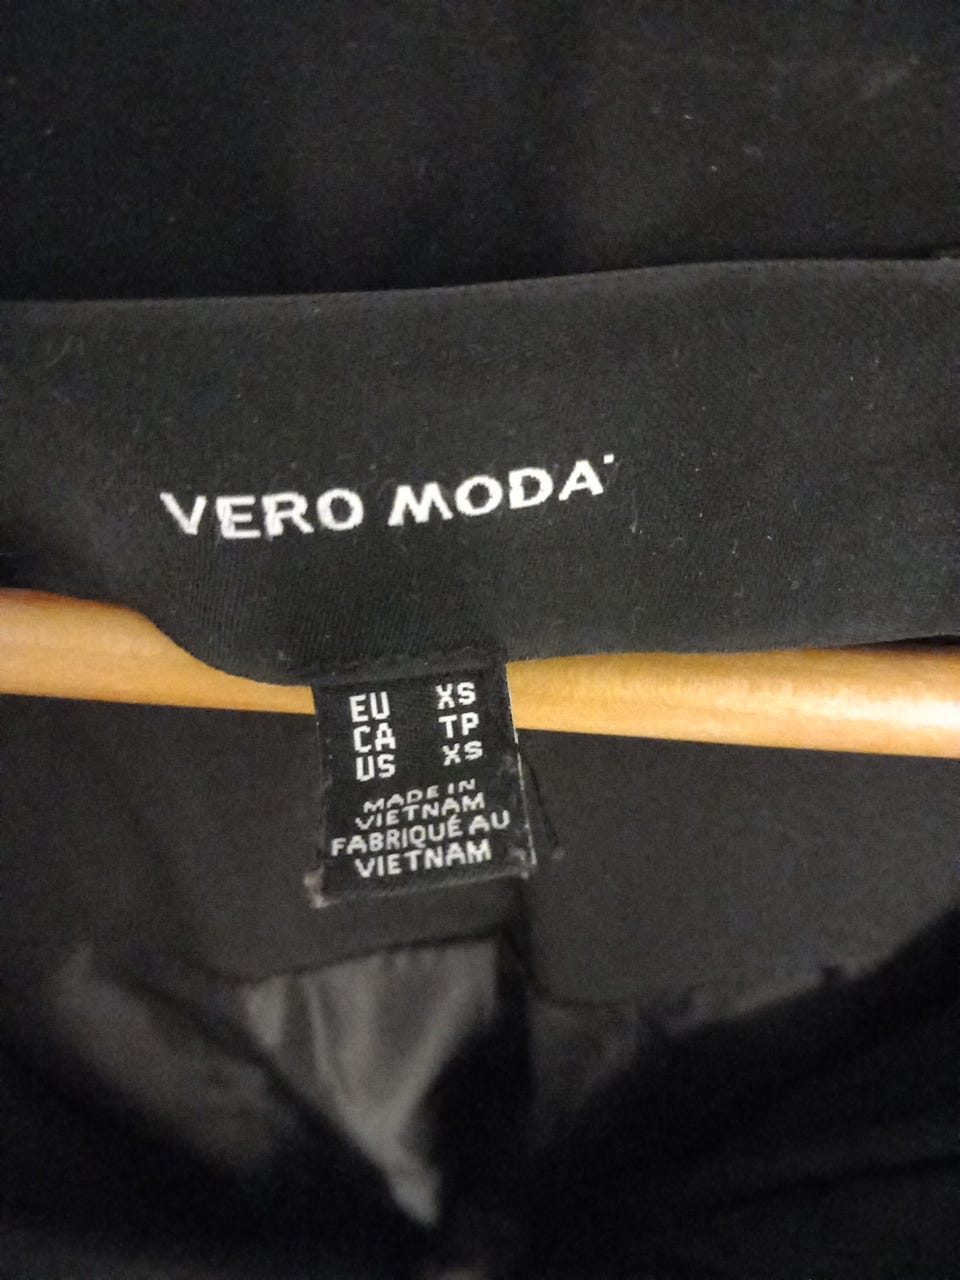 VERO MODA
EU XS
CA TP
US XS
MADE IN
VIETNAM
FABRIQUÉ AU
VIETNAM